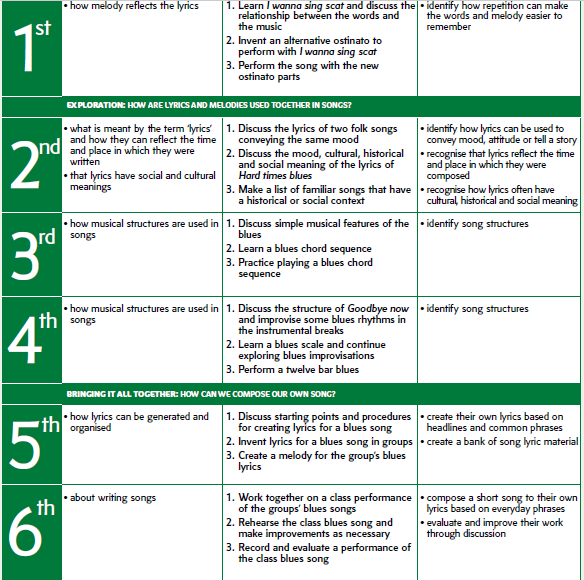 1st
• how melody reflects the lyrics
1. Learn I wanna sing scat and discuss the
relationship between the words and
the music
2. Invent an alternative ostinato to
perform with I wanna sing scat
3. Perform the song with the new
ostinato parts
• identify how repetition can make
the words and melody easier to
remember
EXPLORATION: HOW ARE LYRICS AND MELODIES USED TOGETHER IN SONGS?
2nd
• what is meant by the term 'lyrics'
and how they can reflect the time
and place in which they were
written
• that lyrics have social and cultural
meanings
1. Discuss the lyrics of two folk songs
conveying the same mood
2. Discuss the mood, cultural, historical
and social meaning of the lyrics of
Hard times blues
3. Make a list of familiar songs that have
a historical or social context
• identify how lyrics can be used to
convey mood, attitude or tell a story
• recognise that lyrics reflect the time
and place in which they were
composed
• recognise how lyrics often have
cultural, historical and social meaning
3rd
• how musical structures are used in
songs
1. Discuss simple musical features of the
blues
2. Learn a blues chord sequence
3. Practice playing a blues chord
sequence
• identify song structures
4th
• how musical structures are used in
songs
1. Discuss the structure of Goodbye now
and improvise some blues rhythms in
the instrumental breaks
2. Learn a blues scale and continue
exploring blues improvisations
3. Perform a twelve bar blues
• identify song structures
BRINGING IT ALL TOGETHER: HOW CAN WE COMPOSE OUR OWN SONG?
5th
• how lyrics can be generated and
organised
1. Discuss starting points and procedures
for creating lyrics for a blues song
2. Invent lyrics for a blues song in groups
3. Create a melody for the group's blues
lyrics
• create their own lyrics based on
headlines and common phrases
• create a bank of song lyric material
6th
• about writing songs
1. Work together on a class performance
of the groups' blues songs
2. Rehearse the class blues song and
make improvements as necessary
3. Record and evaluate a performance of
the class blues song
• compose a short song to their own
lyrics based on everyday phrases
• evaluate and improve their work
through discussion